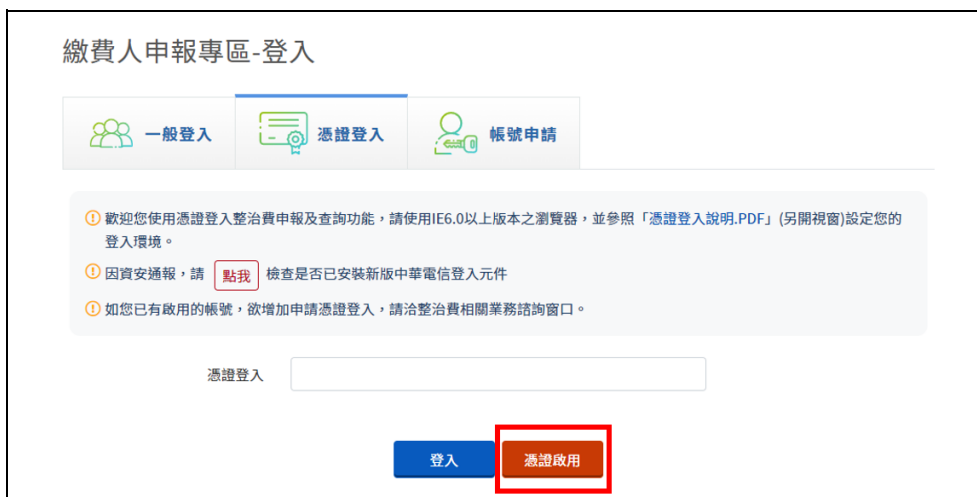 繳費人申報專區-登入
一般登入
憑證登入
帳號申請
歡迎您使用憑證登入整治費申報及查詢功能，請使用IE6.0以上版本之瀏覽器，並參照「憑證登入說明.PDF」(另開視窗)設定您的
登入環境。
因資安通報，請 點我 檢查是否已安裝新版中華電信登入元件
如您已有啟用的帳號，欲增加申請憑證登入，請洽整治費相關業務諮詢窗口。
憑證登入
登入
憑證啟用